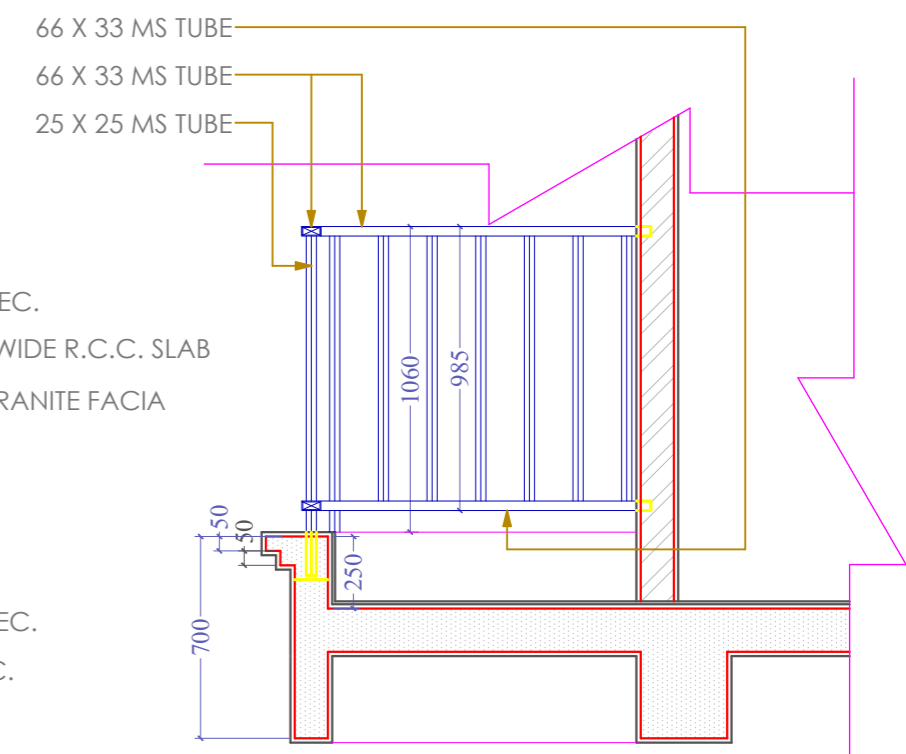 66 X 33 MS TUBE
66 X 33 MS TUBE
25 X 25 MS TUBE
EC.
WIDE R.C.C. SLAB
RANITE FACIA
1060
985
50
50
250
700
EC.
C.